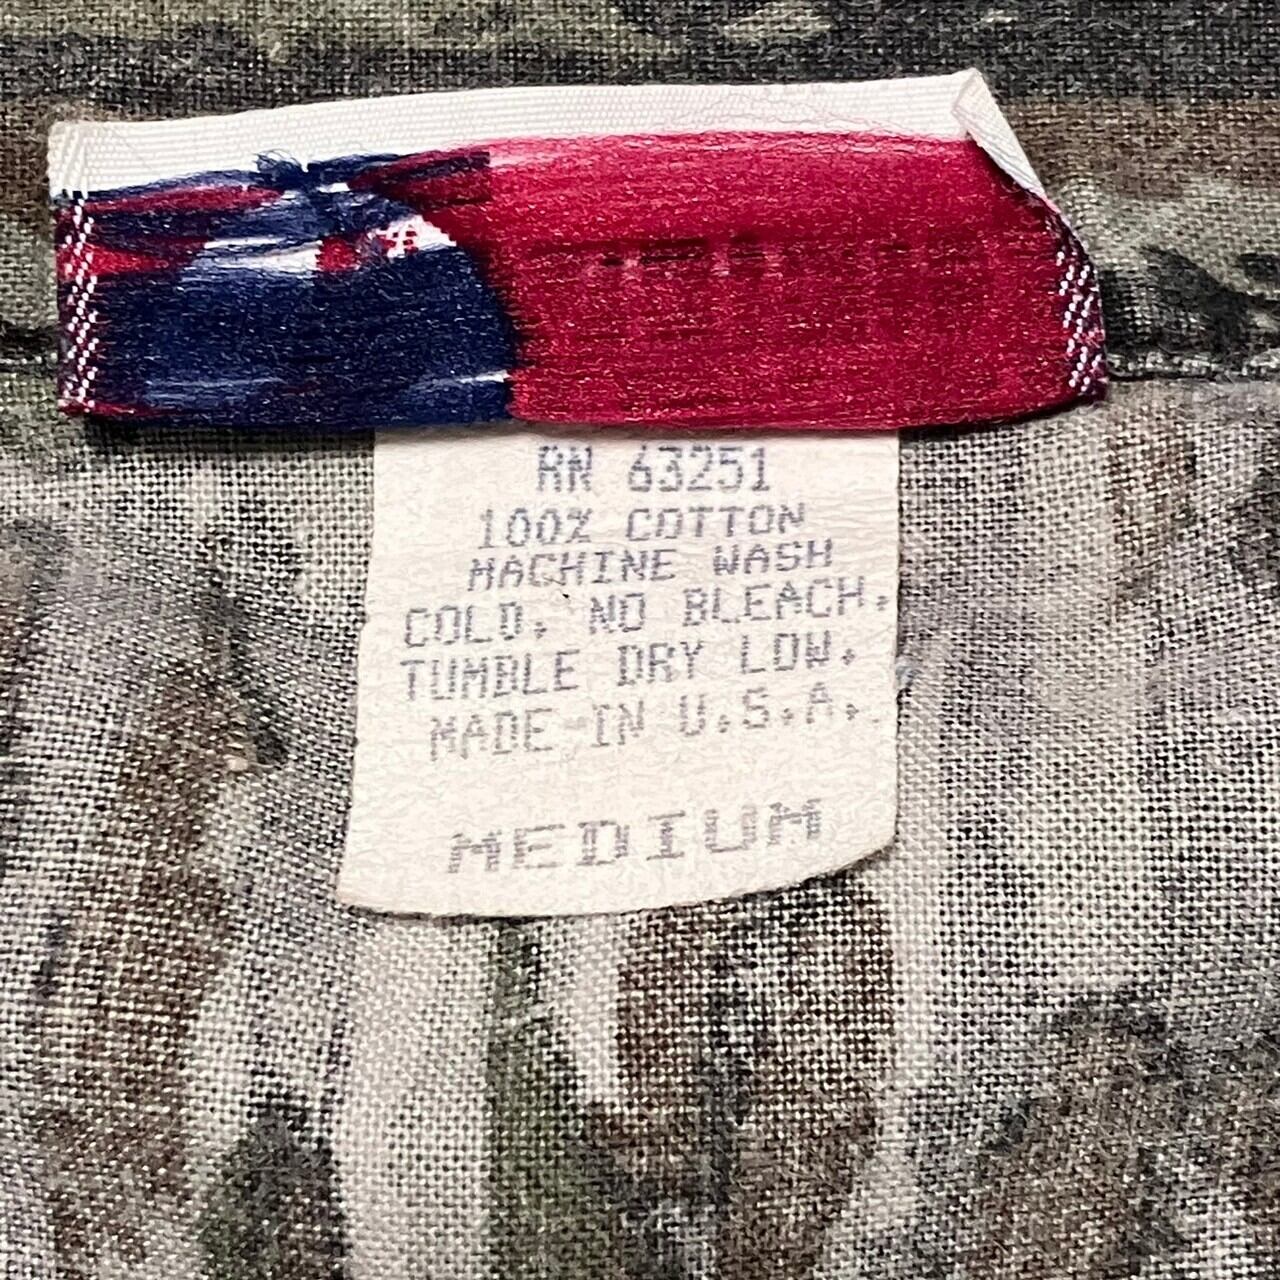 RN 63251
100% COTTON
MACHINE WASH
COLD. NO BLEACH.
TUMBLE DRY LOW.
MADE IN U.S.A.
MEDIUM